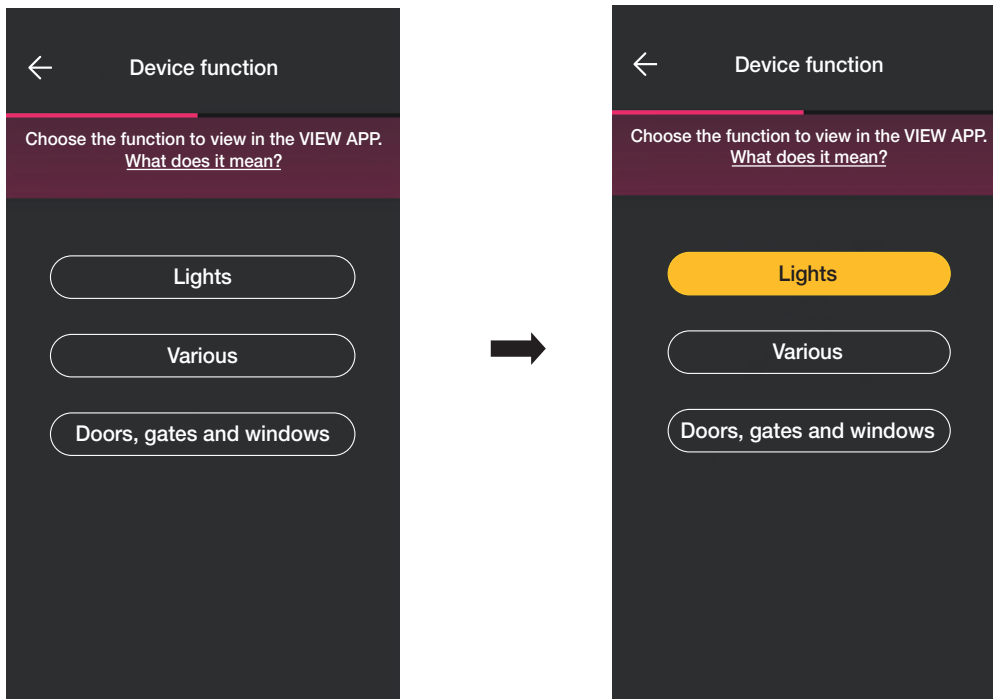 Device function
Choose the function to view in the VIEW APP.
What does it mean?
Lights
Various
Doors, gates and windows
Device function
Choose the function to view in the VIEW APP.
What does it mean?
Lights
Various
Doors, gates and windows